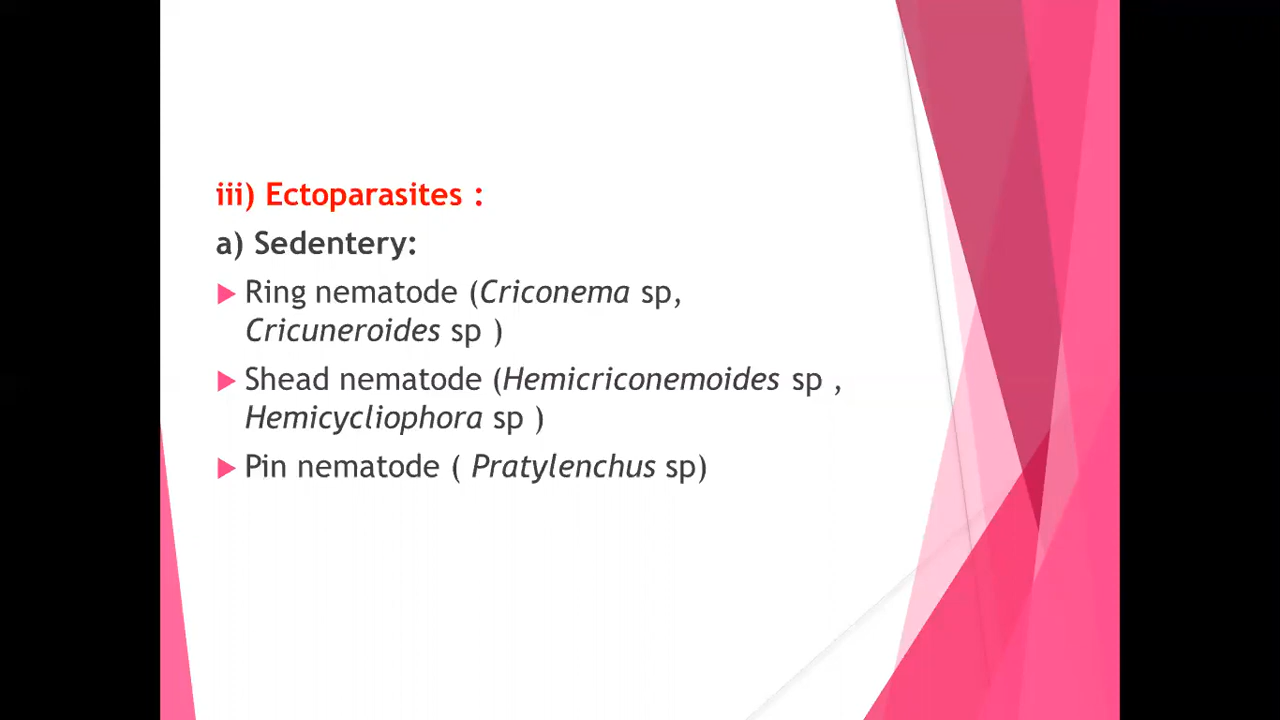 iii) Ectoparasites :
a) Sedentery:
Ring nematode (Criconema sp,
Cricuneroides sp )
Shead nematode (Hemicriconemoides sp ,
Hemicycliophora sp )
Pin nematode ( Pratylenchus sp)